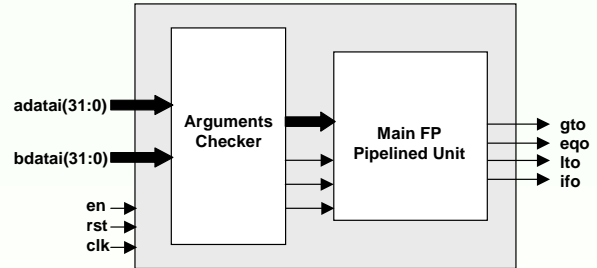 adatai(31:0)
bdatai(31:0)
en
rst
clk
Arguments
Checker
Main FP
Pipelined Unit
gto
eqo
lto
ifo